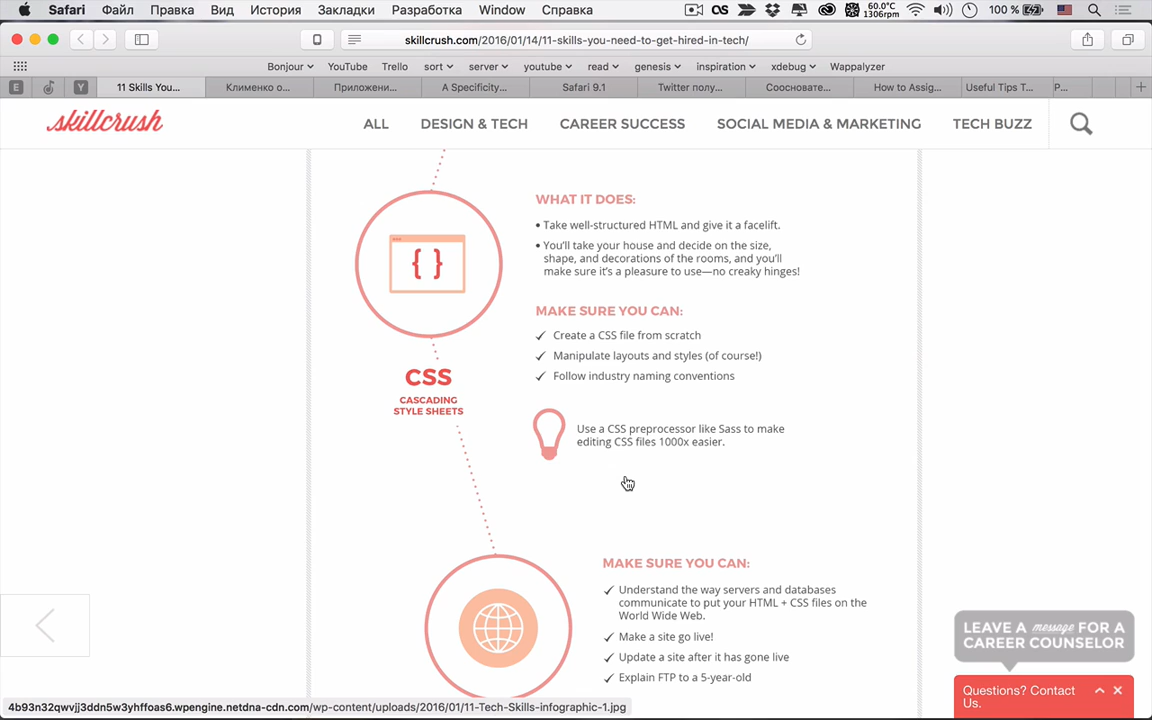 Safari Файл Правка Вид История Закладки Разработка Window Справка 60.0°C 1306rpm 100 %
skillcrush.com/2016/01/14/11-skills-you-need-to-get-hired-in-tech/
Bonjour YouTube Trello sort server youtube read genesis inspiration xdebug Wappalyzer
E Y 11 Skills You... Клименко о... Приложени... A Specificity... Safari 9.1 Twitter полу... Соосновате... How to Assig... Useful Tips T... P...
skillcrush ALL DESIGN & TECH CAREER SUCCESS SOCIAL MEDIA & MARKETING TECH BUZZ
WHAT IT DOES:
• Take well-structured HTML and give it a facelift.
• You'll take your house and decide on the size,
shape, and decorations of the rooms, and you'll
make sure it's a pleasure to use—no creaky hinges!
{ }
MAKE SURE YOU CAN:
✓ Create a CSS file from scratch
✓ Manipulate layouts and styles (of course!)
✓ Follow industry naming conventions
CSS
CASCADING
STYLE SHEETS
Use a CSS preprocessor like Sass to make
editing CSS files 1000x easier.
MAKE SURE YOU CAN:
✓ Understand the way servers and databases
communicate to put your HTML + CSS files on the
World Wide Web.
✓ Make a site go live!
✓ Update a site after it has gone live
✓ Explain FTP to a 5-year-old
LEAVE A message FOR A
CAREER COUNSELOR
Questions? Contact
Us.
4b93n32qwvjj3ddn5w3yhffoas6.wpengine.netdna-cdn.com/wp-content/uploads/2016/01/11-Tech-Skills-infographic-1.jpg